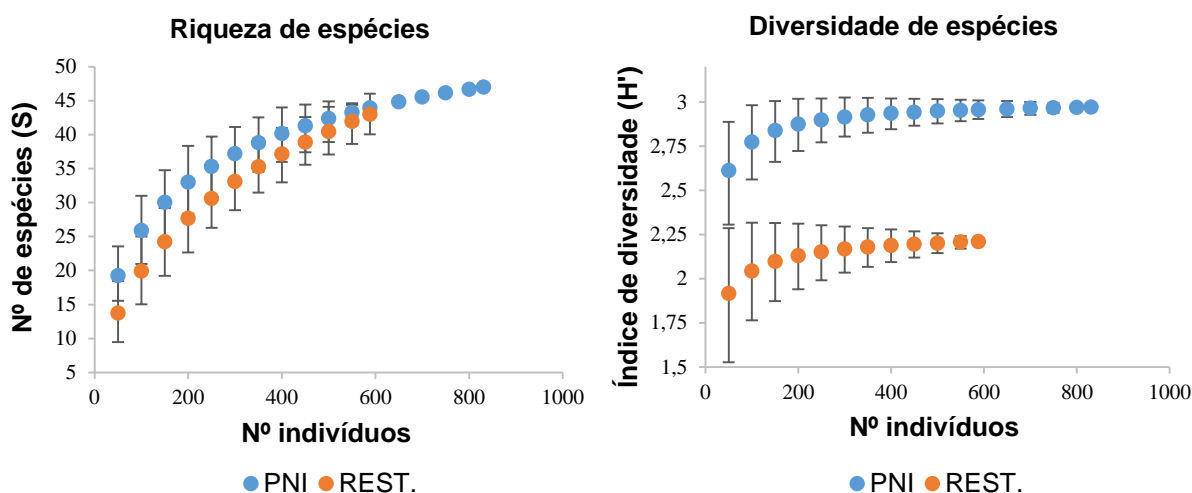 Riqueza de espécies
Nº de espécies (S)
50
45
40
35
30
25
20
15
10
5
0 200 400 600 800 1000
Nº indivíduos
PNI REST.
Diversidade de espécies
Índice de diversidade (H')
3
2,75
2,5
2,25
2
1,75
1,5
0 200 400 600 800 1000
Nº indivíduos
PNI REST.